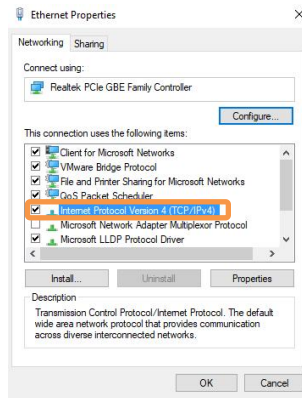 Ethernet Properties
Networking Sharing
Connect using:
Realtek PCIe GBE Family Controller
Configure...
This connection uses the following items:
Client for Microsoft Networks
VMware Bridge Protocol
File and Printer Sharing for Microsoft Networks
QoS Packet Scheduler
Internet Protocol Version 4 (TCP/IPv4)
Microsoft Network Adapter Multiplexor Protocol
Microsoft LLDP Protocol Driver
Install... Uninstall Properties
Description
Transmission Control Protocol/Internet Protocol. The default
wide area network protocol that provides communication
across diverse interconnected networks.
OK Cancel